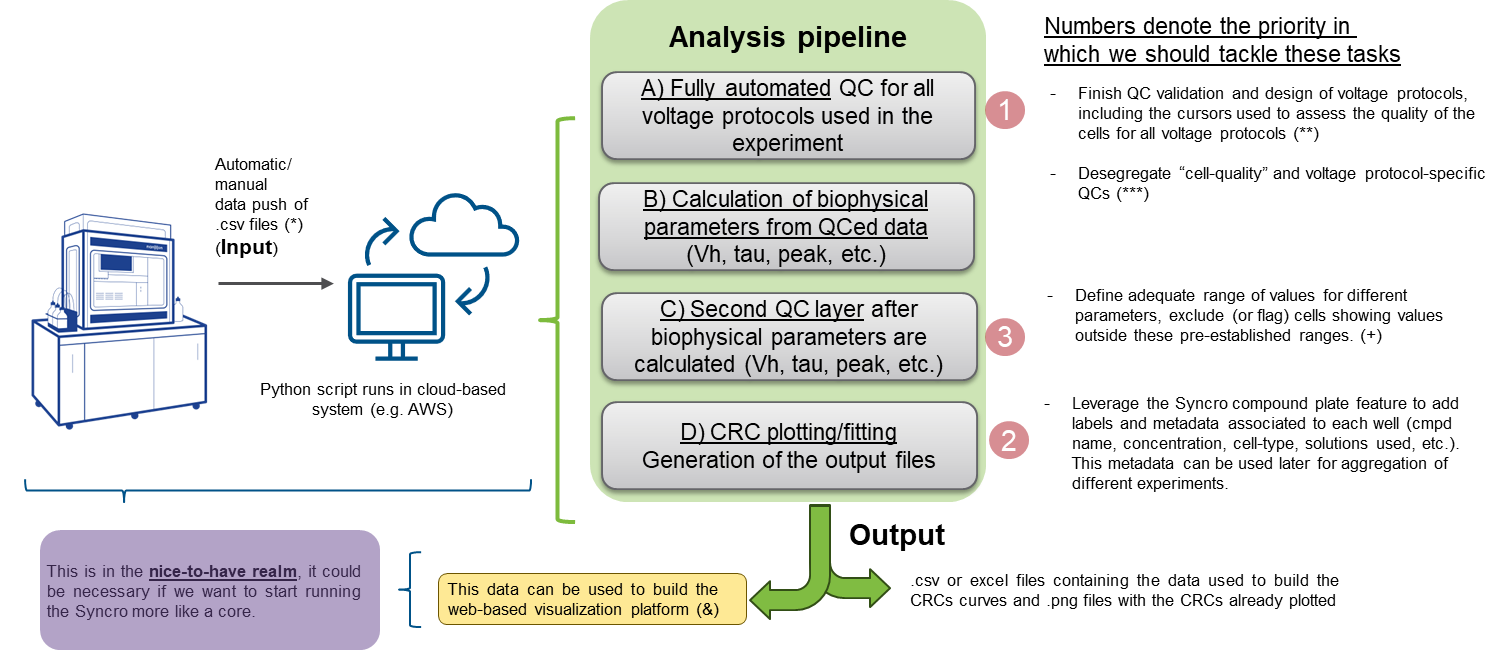 Analysis pipeline
A) Fully automated QC for all
voltage protocols used in the
experiment
B) Calculation of biophysical
parameters from QCed data
(Vh, tau, peak, etc.)
C) Second QC layer after
biophysical parameters are
calculated (Vh, tau, peak, etc.)
D) CRC plotting/fitting
Generation of the output files
Numbers denote the priority in
which we should tackle these tasks
1
- Finish QC validation and design of voltage protocols,
including the cursors used to assess the quality of the
cells for all voltage protocols (**)
- Desegregate “cell-quality” and voltage protocol-specific
QCs (***)
3
- Define adequate range of values for different
parameters, exclude (or flag) cells showing values
outside these pre-established ranges. (+)
2
- Leverage the Syncro compound plate feature to add
labels and metadata associated to each well (cmpd
name, concentration, cell-type, solutions used, etc.).
This metadata can be used later for aggregation of
different experiments.
Automatic/
manual
data push of
.csv files (*)
(Input)
Python script runs in cloud-based
system (e.g. AWS)
Output
This is in the nice-to-have realm, it could
be necessary if we want to start running
the Syncro more like a core.
This data can be used to build the
web-based visualization platform (&)
.csv or excel files containing the data used to build the
CRCs curves and .png files with the CRCs already plotted